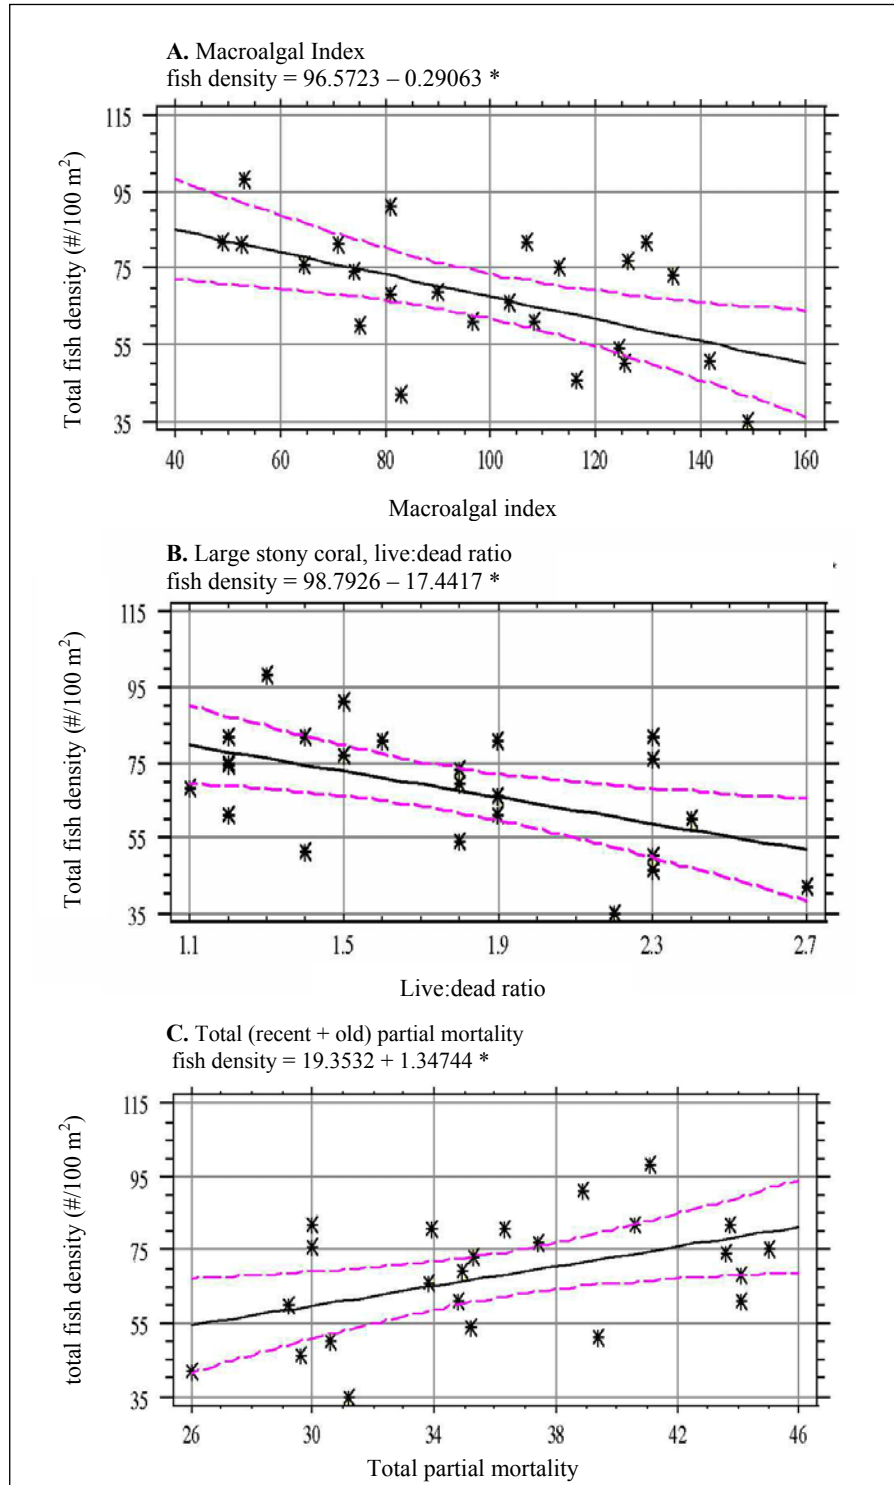 A. Macroalgal Index
fish density = 96.5723 – 0.29063 *
Total fish density (#/100 m²)
115
95
75
55
35
40 60 80 100 120 140 160
Macroalgal index
B. Large stony coral, live:dead ratio
fish density = 98.7926 – 17.4417 *
Total fish density (#/100 m²)
115
95
75
55
35
1.1 1.5 1.9 2.3 2.7
Live:dead ratio
C. Total (recent + old) partial mortality
fish density = 19.3532 + 1.34744 *
total fish density (#/100 m²)
115
95
75
55
35
26 30 34 38 42 46
Total partial mortality